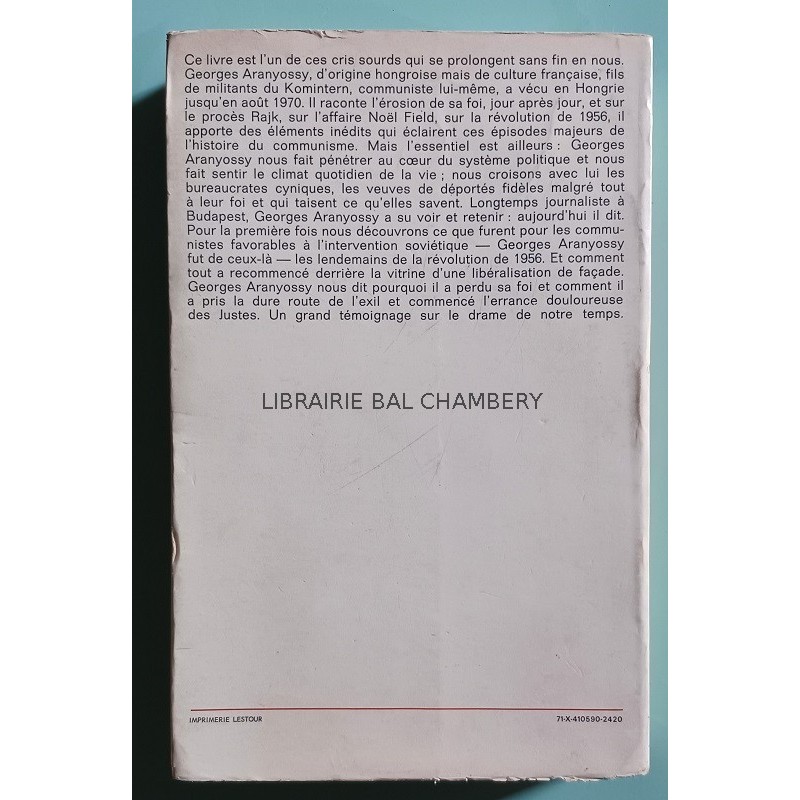 Ce livre est l'un de ces cris sourds qui se prolongent sans fin en nous.
Georges Aranyossy, d'origine hongroise mais de culture française, fils
de militants du Komintern, communiste lui-même, a vécu en Hongrie
jusqu'en août 1970. Il raconte l'érosion de sa foi, jour après jour, et sur
le procès Rajk, sur l'affaire Noël Field, sur la révolution de 1956, il
apporte des éléments inédits qui éclairent ces épisodes majeurs de
l'histoire du communisme. Mais l'essentiel est ailleurs : Georges
Aranyossy nous fait pénétrer au cœur du système politique et nous
fait sentir le climat quotidien de la vie ; nous croisons avec lui les
bureaucrates cyniques, les veuves de déportés fidèles malgré tout
à leur foi et qui taisent ce qu'elles savent. Longtemps journaliste à
Budapest, Georges Aranyossy a su voir et retenir : aujourd'hui il dit.
Pour la première fois nous découvrons ce que furent pour les commu-
nistes favorables à l'intervention soviétique — Georges Aranyossy
fut de ceux-là — les lendemains de la révolution de 1956. Et comment
tout a recommencé derrière la vitrine d'une libéralisation de façade.
Georges Aranyossy nous dit pourquoi il a perdu sa foi et comment il
a pris la dure route de l'exil et commencé l'errance douloureuse
des Justes. Un grand témoignage sur le drame de notre temps.
LIBRAIRIE BAL CHAMBERY
IMPRIMERIE LESTOUR
71-X-410590-2420